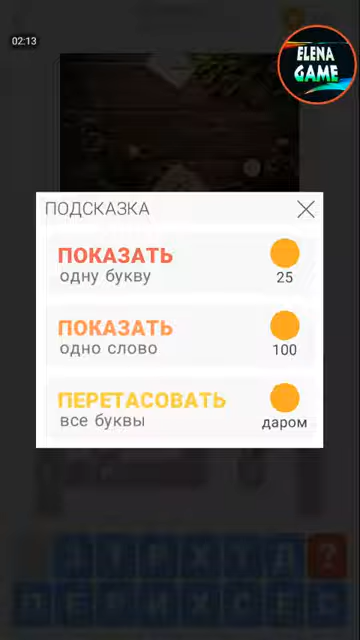 02:13
ELENA
GAME
ПОДСКАЗКА
ПОКАЗАТЬ
одну букву
25
ПОКАЗАТЬ
одно слово
100
ПЕРЕТАСОВАТЬ
все буквы
даром
?